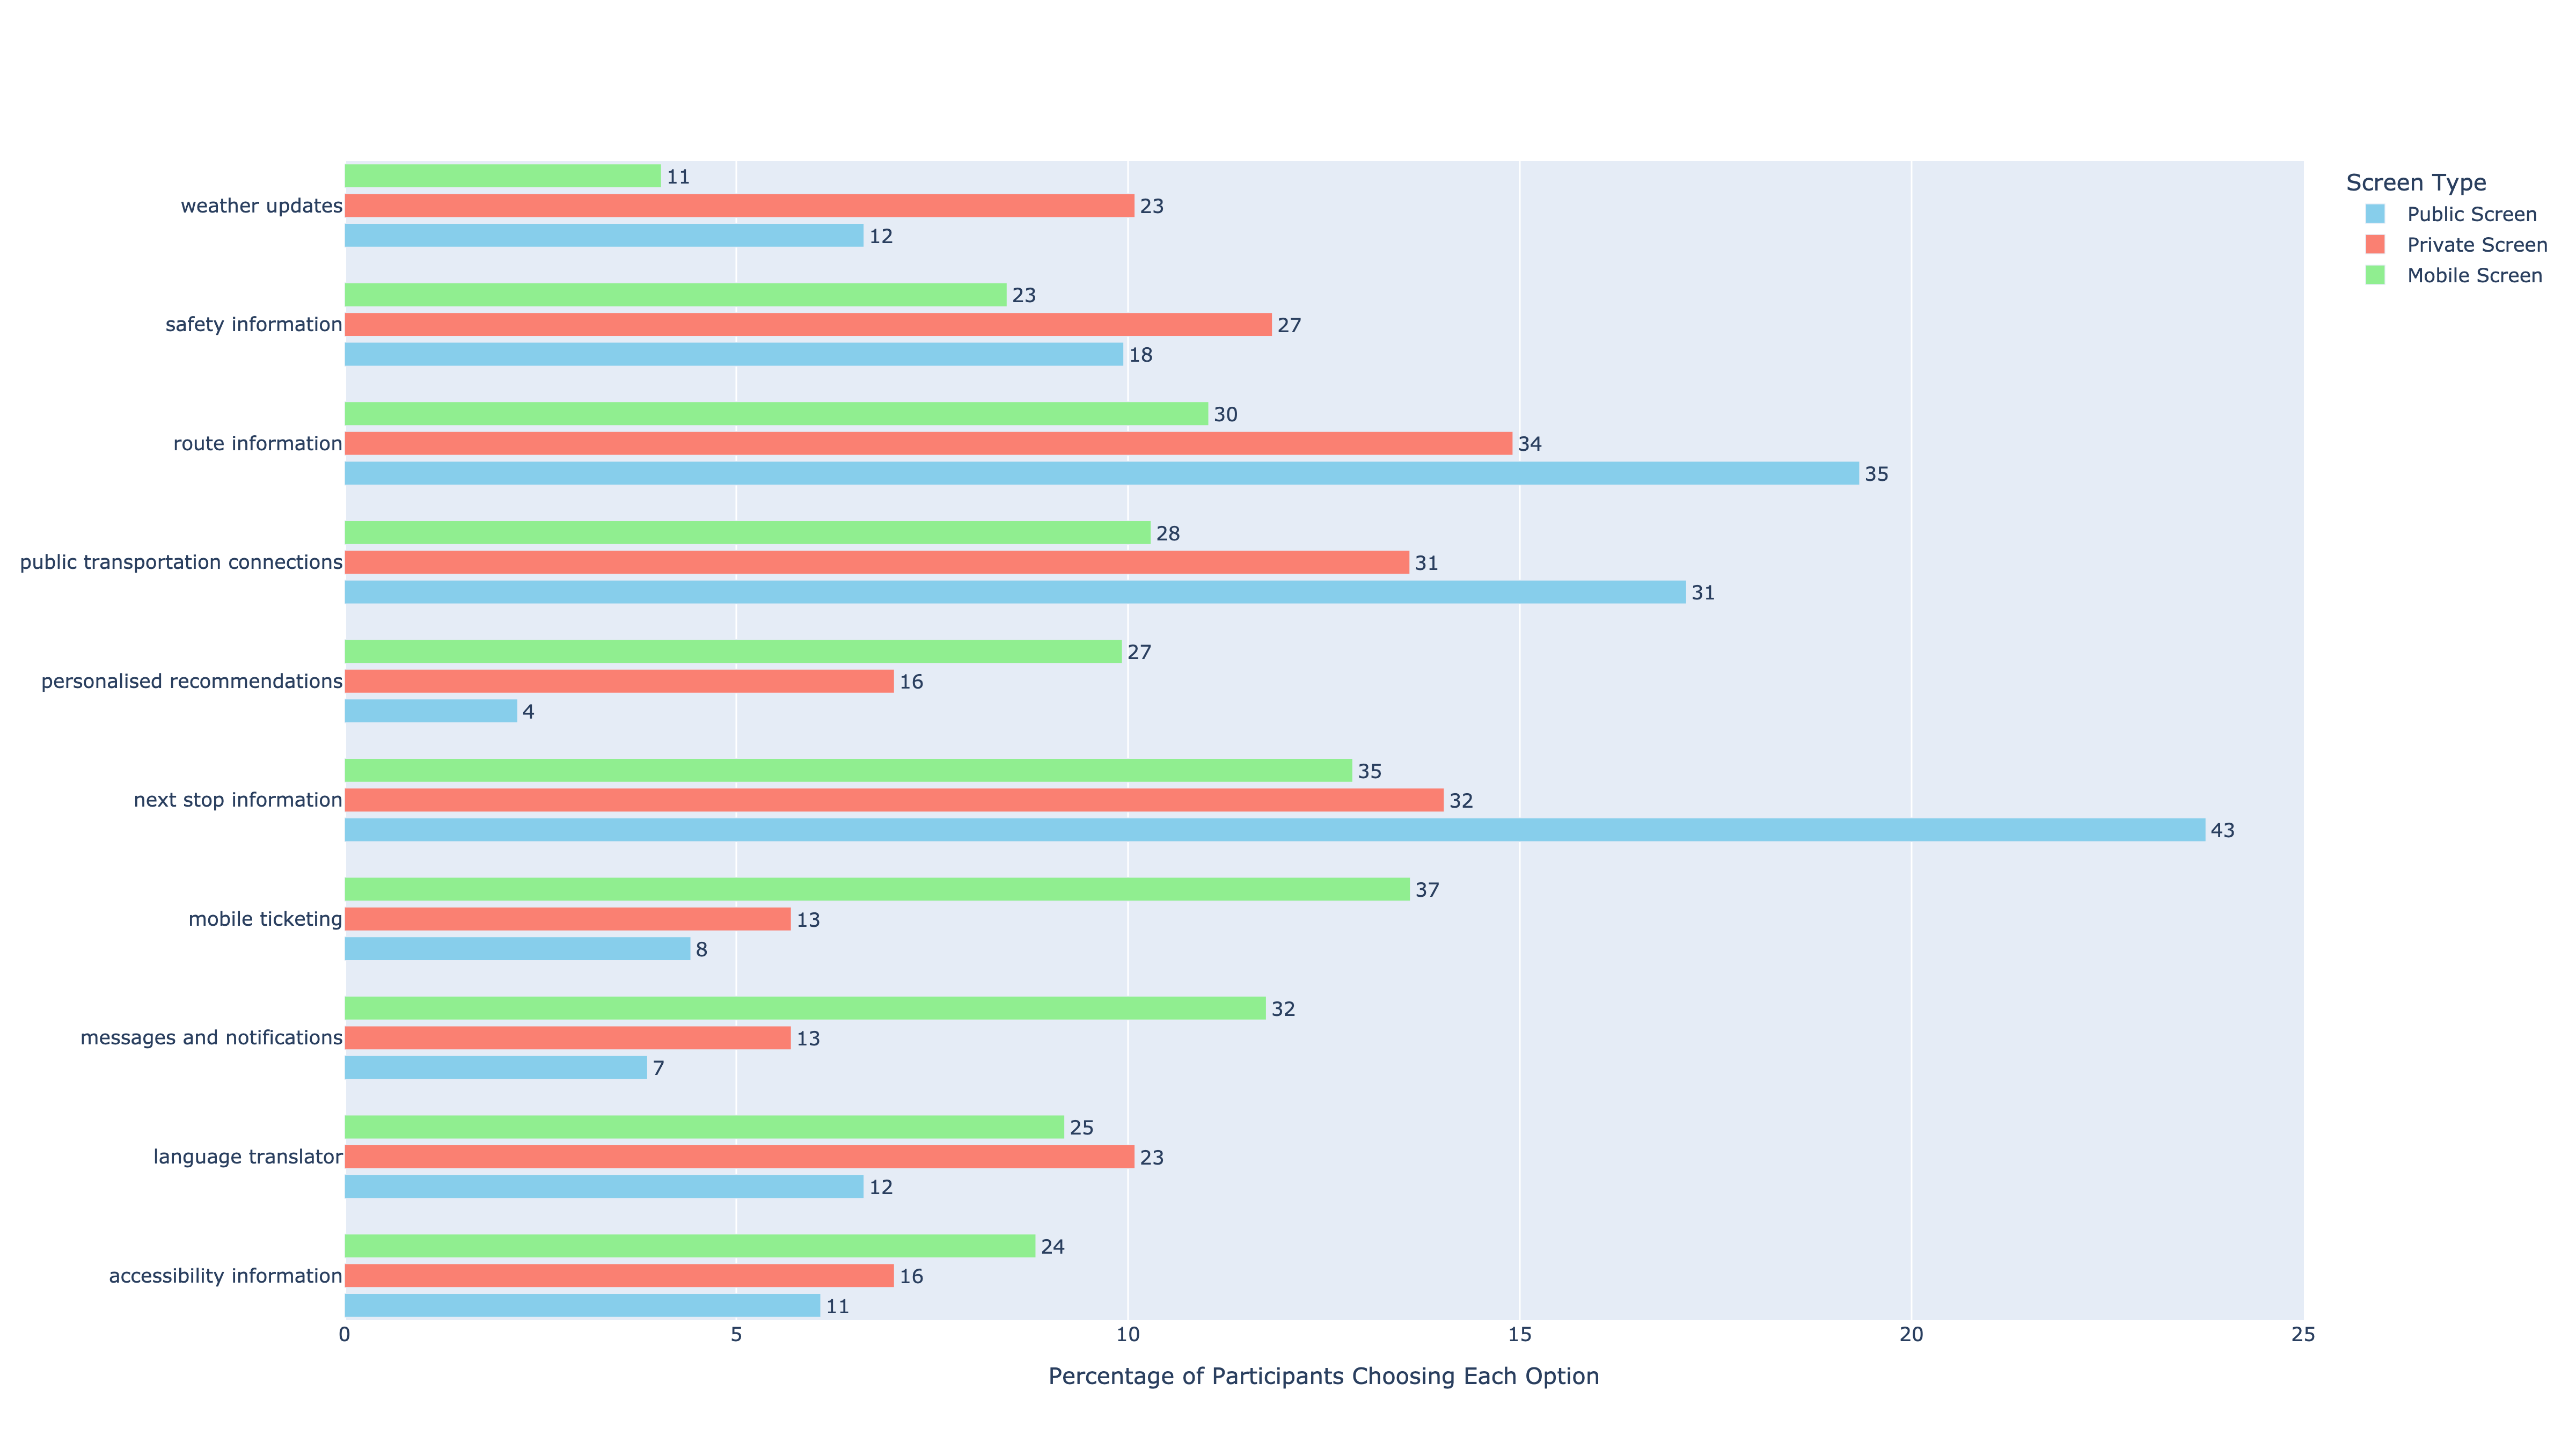 Screen Type
Public Screen
Private Screen
Mobile Screen
weather updates
11
23
12
safety information
23
27
18
route information
30
34
35
public transportation connections
28
31
31
personalised recommendations
27
16
4
next stop information
35
32
43
mobile ticketing
37
13
8
messages and notifications
32
13
7
language translator
25
23
12
accessibility information
24
16
11
0 5 10 15 20 25
Percentage of Participants Choosing Each Option